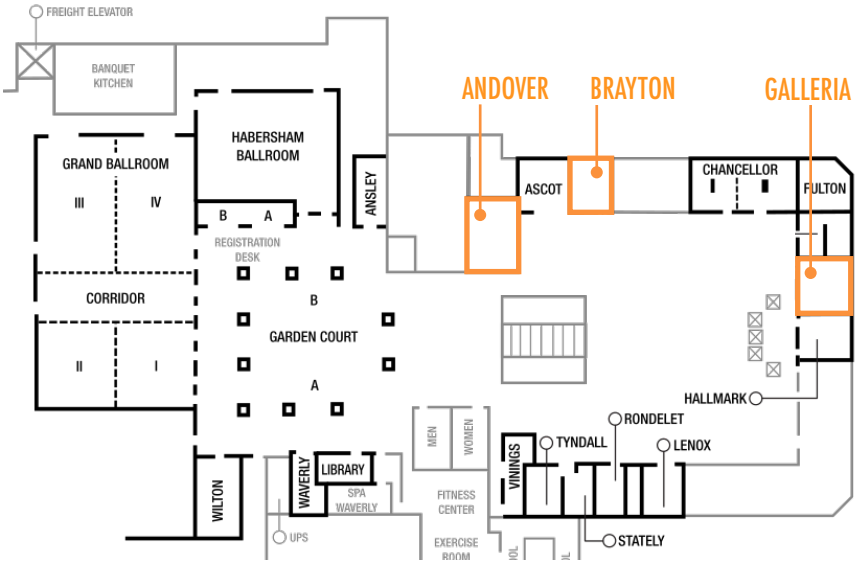 FREIGHT ELEVATOR
BANQUET
KITCHEN
ANDOVER
BRAYTON
GALLERIA
HABERSHAM
BALLROOM
GRAND BALLROOM
III
IV
ANSLEY
ASCOT
CHANCELLOR
I
FULTON
B
A
REGISTRATION
DESK
CORRIDOR
B
GARDEN COURT
A
II
I
HALLMARK
RONDELET
TYNDALL
LENOX
MEN
WOMEN
VININGS
WAVERLY
LIBRARY
WILTON
SPA
WAVERLY
FITNESS
CENTER
UPS
STATELY
EXERCISE
ROOM
OL
OL